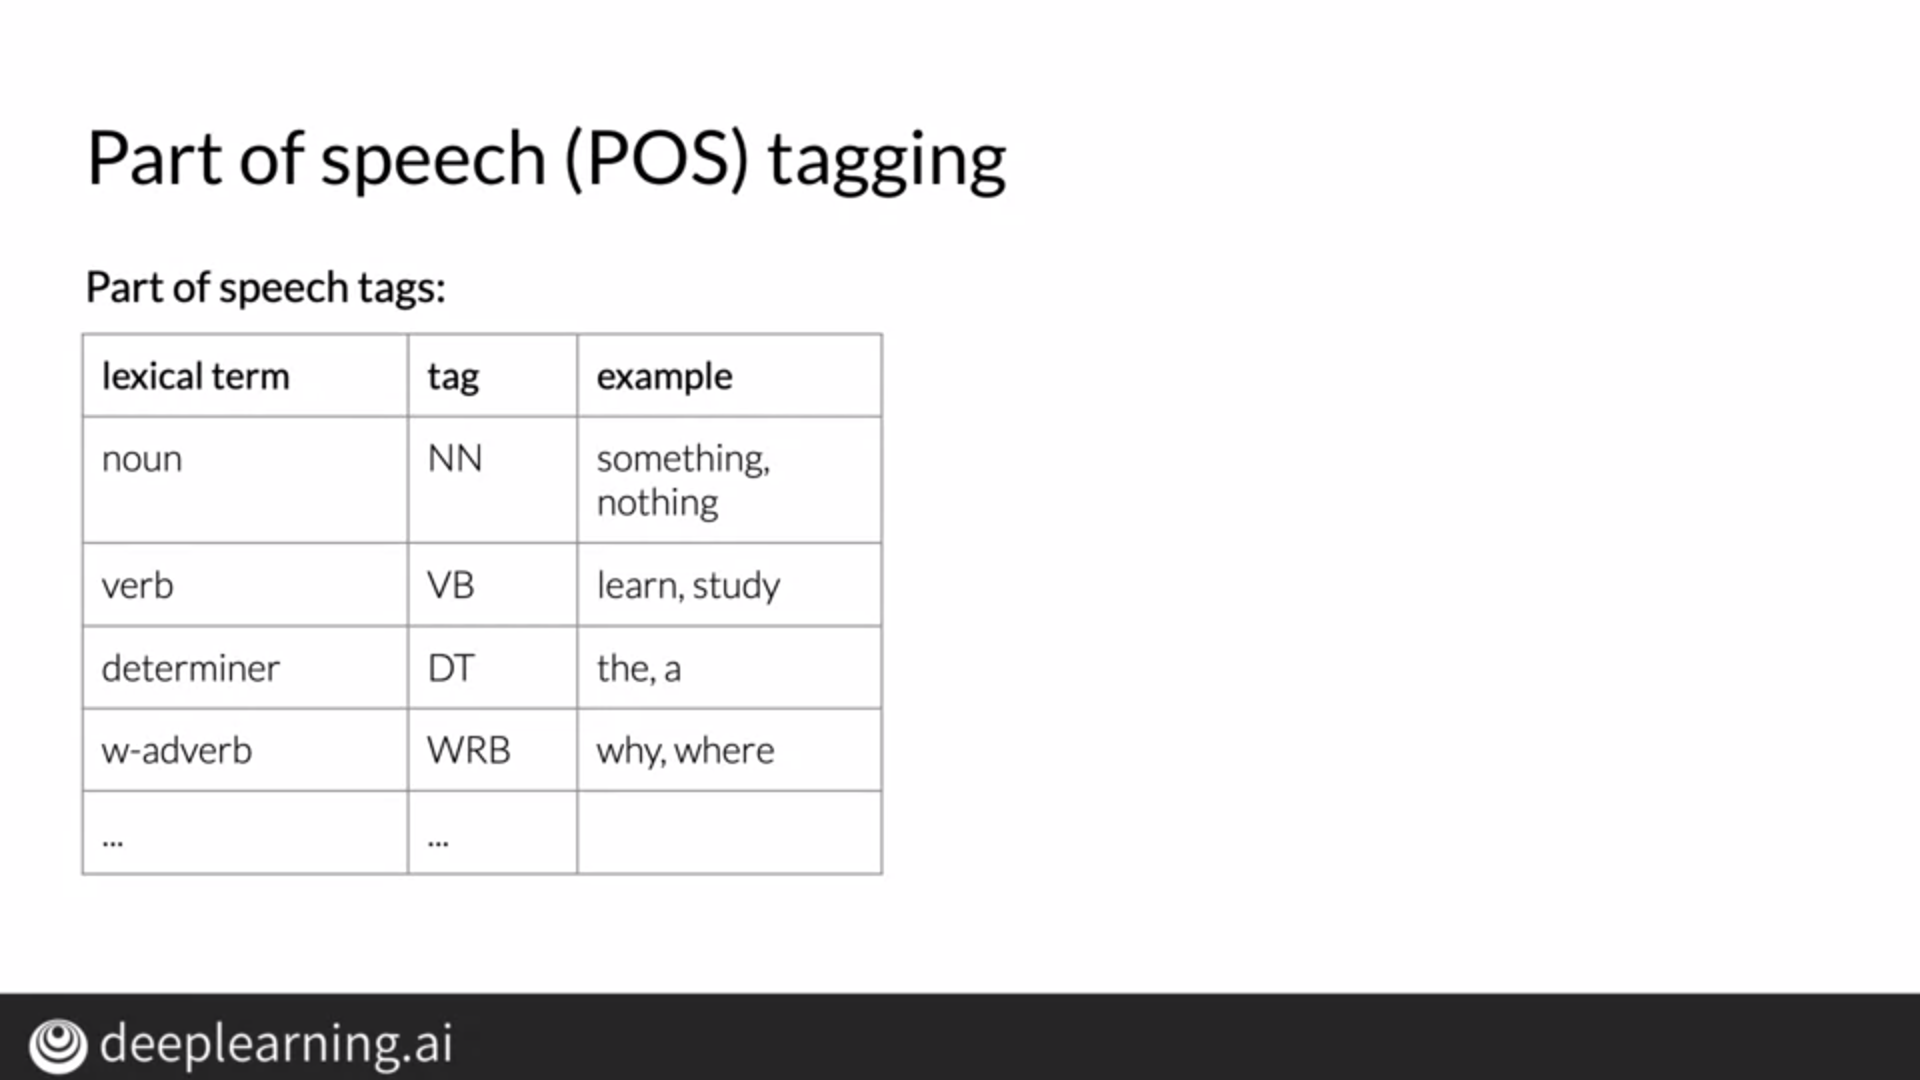 Part of speech (POS) tagging
Part of speech tags:
lexical term tag example
noun NN something,
nothing
verb VB learn, study
determiner DT the, a
w-adverb WRB why, where
... ...
deeplearning.ai